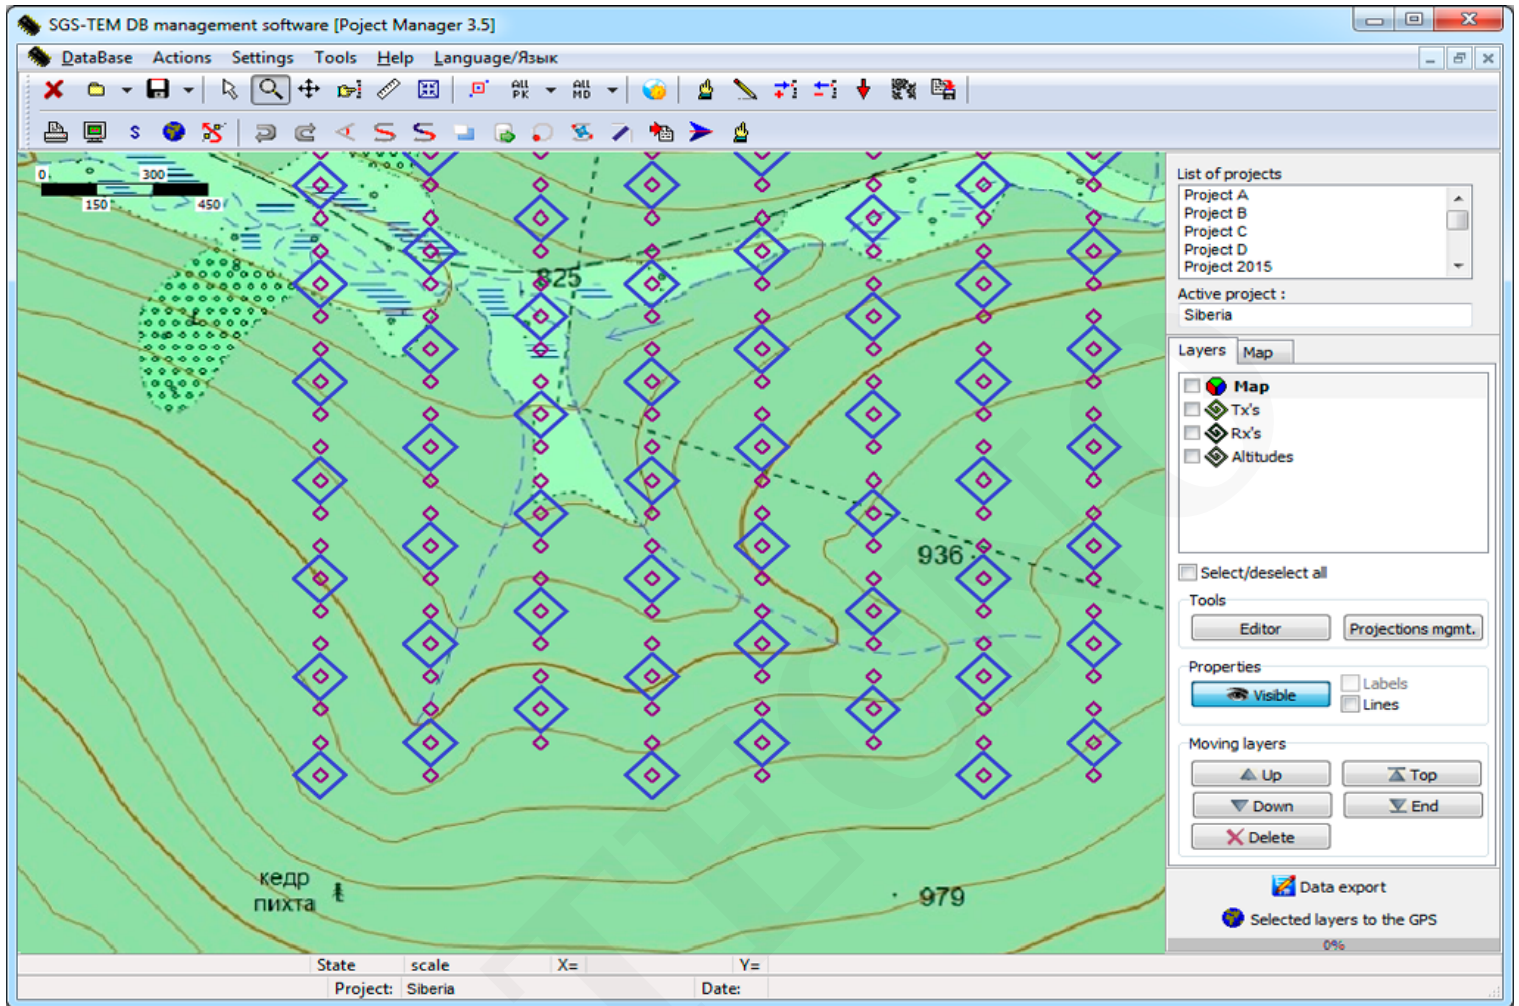 SGS-TEM DB management software [Poject Manager 3.5]
DataBase Actions Settings Tools Help Language/Язык
ALL PK ALL MD
S
0 300
150 450
825
936
979
кедр
пихта
List of projects
Project A
Project B
Project C
Project D
Project 2015
Active project :
Siberia
Layers Map
Map
Tx's
Rx's
Altitudes
Select/deselect all
Tools
Editor Projections mgmt.
Properties
Visible Labels
Lines
Moving layers
Up Top
Down End
Delete
Data export
Selected layers to the GPS
0%
State scale X= Y=
Project: Siberia Date:
TECNO